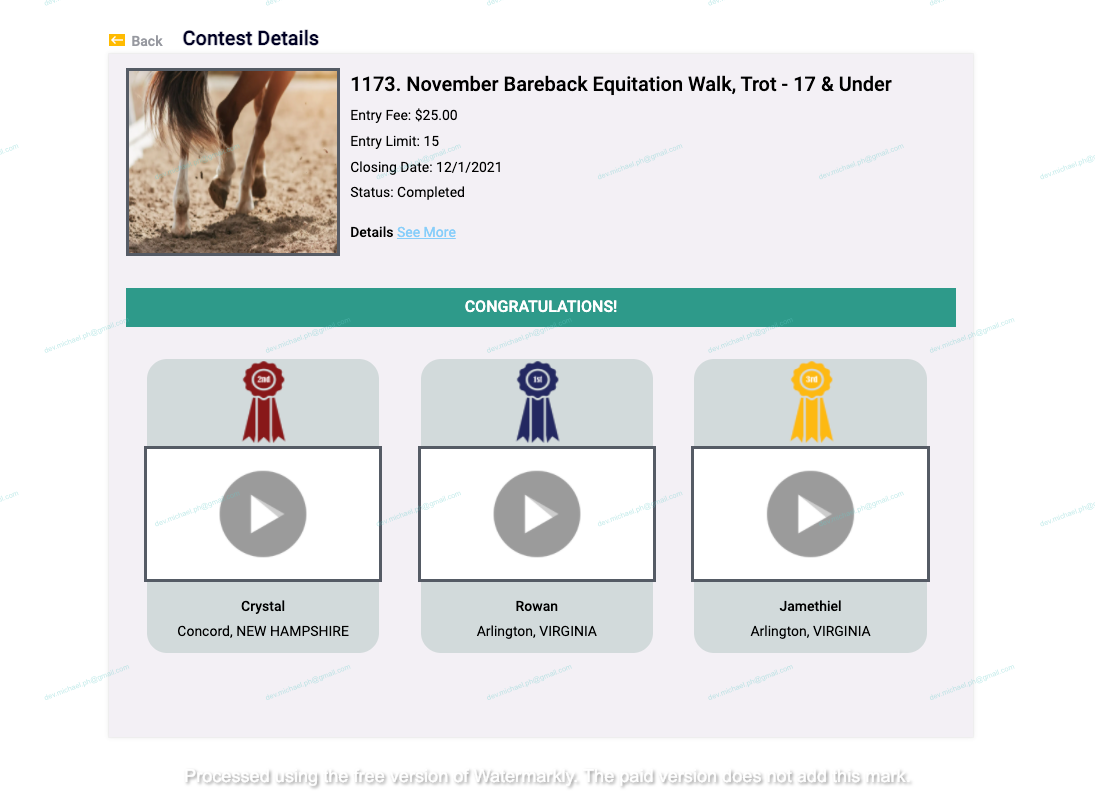 Back
Contest Details
1173. November Bareback Equitation Walk, Trot - 17 & Under
Entry Fee: $25.00
Entry Limit: 15
Closing Date: 12/1/2021
Status: Completed
Details See More
CONGRATULATIONS!
2nd
1st
3rd
Crystal
Concord, NEW HAMPSHIRE
Rowan
Arlington, VIRGINIA
Jamethiel
Arlington, VIRGINIA
dev.michael.ph@gmail.com
Processed using the free version of Watermarkly. The paid version does not add this mark.